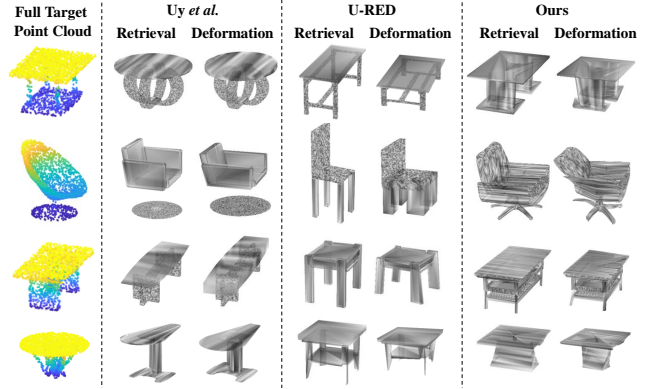 Full Target
Point Cloud
Uy et al.
Retrieval Deformation
U-RED
Retrieval Deformation
Ours
Retrieval Deformation